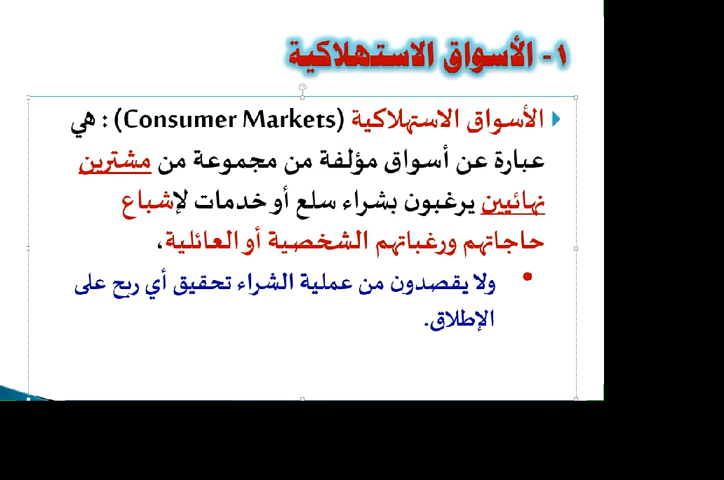 ١- الأسواق الاستهلاكية
الأسواق الاستهلاكية (Consumer Markets) : هي
عبارة عن أسواق مؤلفة من مجموعة من مشترين
نهائيين يرغبون بشراء سلع أو خدمات لإشباع
حاجاتهم ورغباتهم الشخصية أو العائلية،
• ولا يقصدون من عملية الشراء تحقيق أي ربح على
الإطلاق.